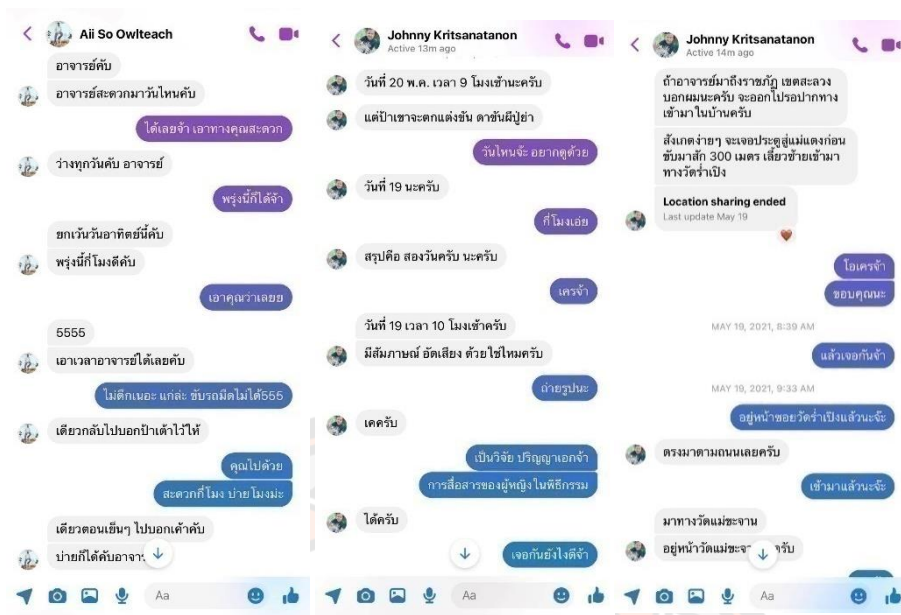 Aii So Owlteach
อาจารย์คับ
อาจารย์สะดวกมาวันไหนคับ
ได้เลยจ้า เอาทางคุณสะดวก
ว่างทุกวันคับ อาจารย์
พรุ่งนี้ก็ได้จ้า
ยกเว้นวันอาทิตย์นี้คับ
พรุ่งนี้กี่โมงดีคับ
เอาคุณว่าเลยย
5555
เอาเวลาอาจารย์ได้เลยคับ
ไม่ดึกเนอะ แก่ล่ะ ขับรถมืดไม่ได้555
เดียวกลับไปบอกป้าเต้าไว้ให้
คุณไปด้วย
สะดวกกี่โมง บ่ายโมงม่ะ
เดียวตอนเย็นๆ ไปบอกเค้าคับ
บ่ายก็ได้คับอาจาร
Aa
Johnny Kritsanatanon
Active 13m ago
วันที่ 20 พ.ค. เวลา 9 โมงเช้านะครับ
แต่ป้าเขาจะตกแต่งขัน ดาขันผีปู่ย่า
วันไหนจ้ะ อยากดูด้วย
วันที่ 19 นะครับ
กี่โมงเอ่ย
สรุปคือ สองวันครับ นะครับ
เครจ้า
วันที่ 19 เวลา 10 โมงเช้าครับ
มีสัมภาษณ์ อัดเสียง ด้วยใช่ไหมครับ
ถ่ายรูปนะ
เคครับ
เป็นวิจัย ปริญญาเอกจ้า
การสื่อสารของผู้หญิงในพิธีกรรม
ได้ครับ
เจอกันยังไงดีจ้า
Aa
Johnny Kritsanatanon
Active 14m ago
ถ้าอาจารย์มาถึงราชภัฏ เขตสะลวง
บอกผมนะครับ จะออกไปรอปากทาง
เข้ามาในบ้านครับ
สังเกตง่ายๆ จะเจอประตูสู่แม่แตงก่อน
ขับมาสัก 300 เมตร เลี้ยวซ้ายเข้ามา
ทางวัดร่ำเปิง
Location sharing ended
Last update May 19
โอเครจ้า
ขอบคุณนะ
MAY 19, 2021, 8:39 AM
แล้วเจอกันจ้า
MAY 19, 2021, 9:33 AM
อยู่หน้าซอยวัดร่ำเปิงแล้วนะจ๊ะ
ตรงมาตามถนนเลยครับ
เข้ามาแล้วนะจ๊ะ
มาทางวัดแม่ขะจาน
อยู่หน้าวัดแม่ขะจา
Aa